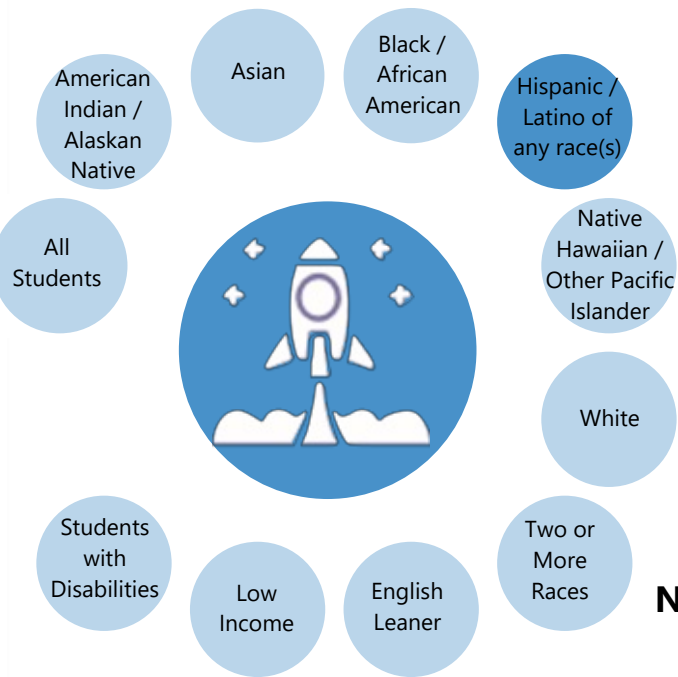 American
Indian /
Alaskan
Native
Asian
Black /
African
American
Hispanic /
Latino of
any race(s)
All
Students
Native
Hawaiian /
Other Pacific
Islander
White
Students
with
Disabilities
Low
Income
English
Leaner
Two or
More
Races
N